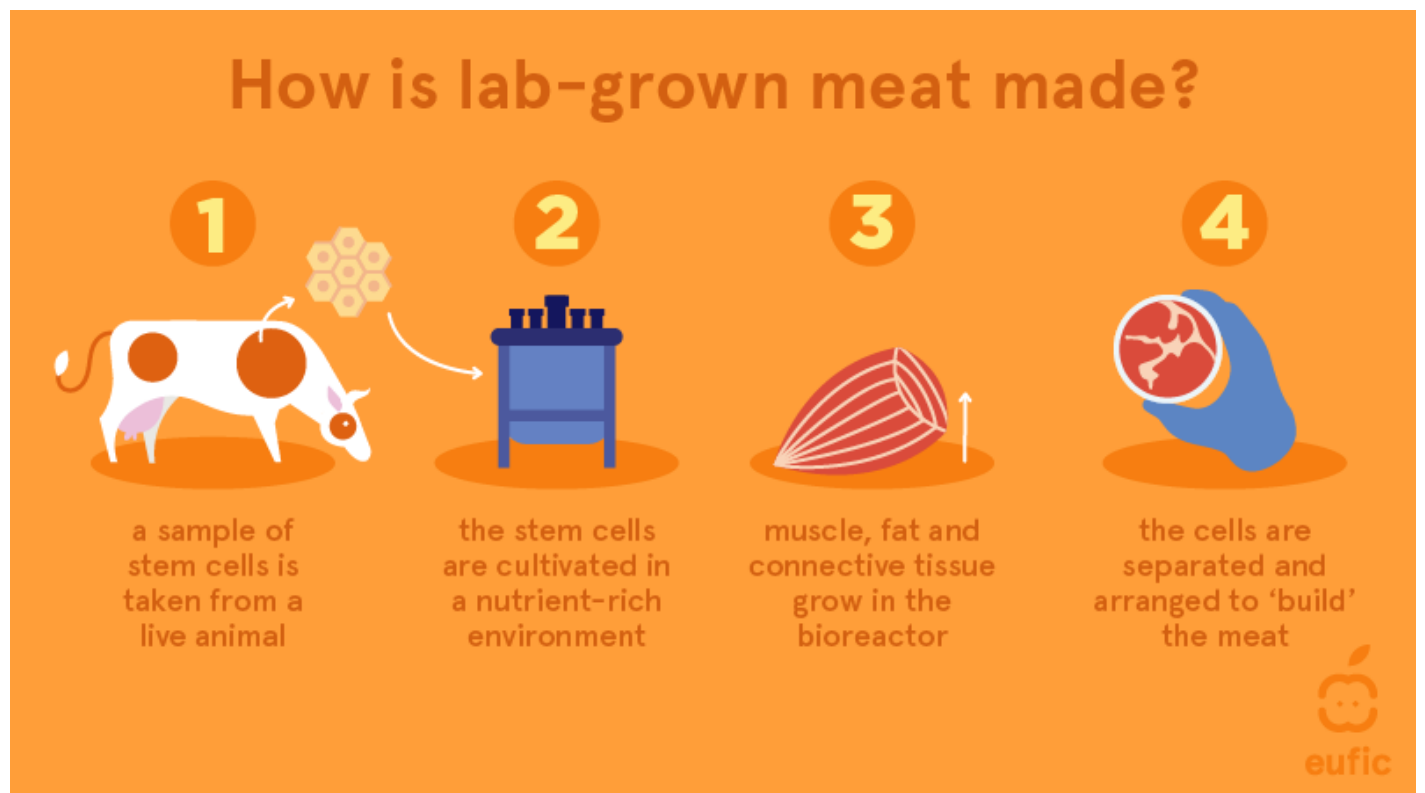 How is lab-grown meat made?
1
2
3
4
a sample of
stem cells is
taken from a
live animal
the stem cells
are cultivated in
a nutrient-rich
environment
muscle, fat and
connective tissue
grow in the
bioreactor
the cells are
separated and
arranged to ‘build’
the meat
eufic